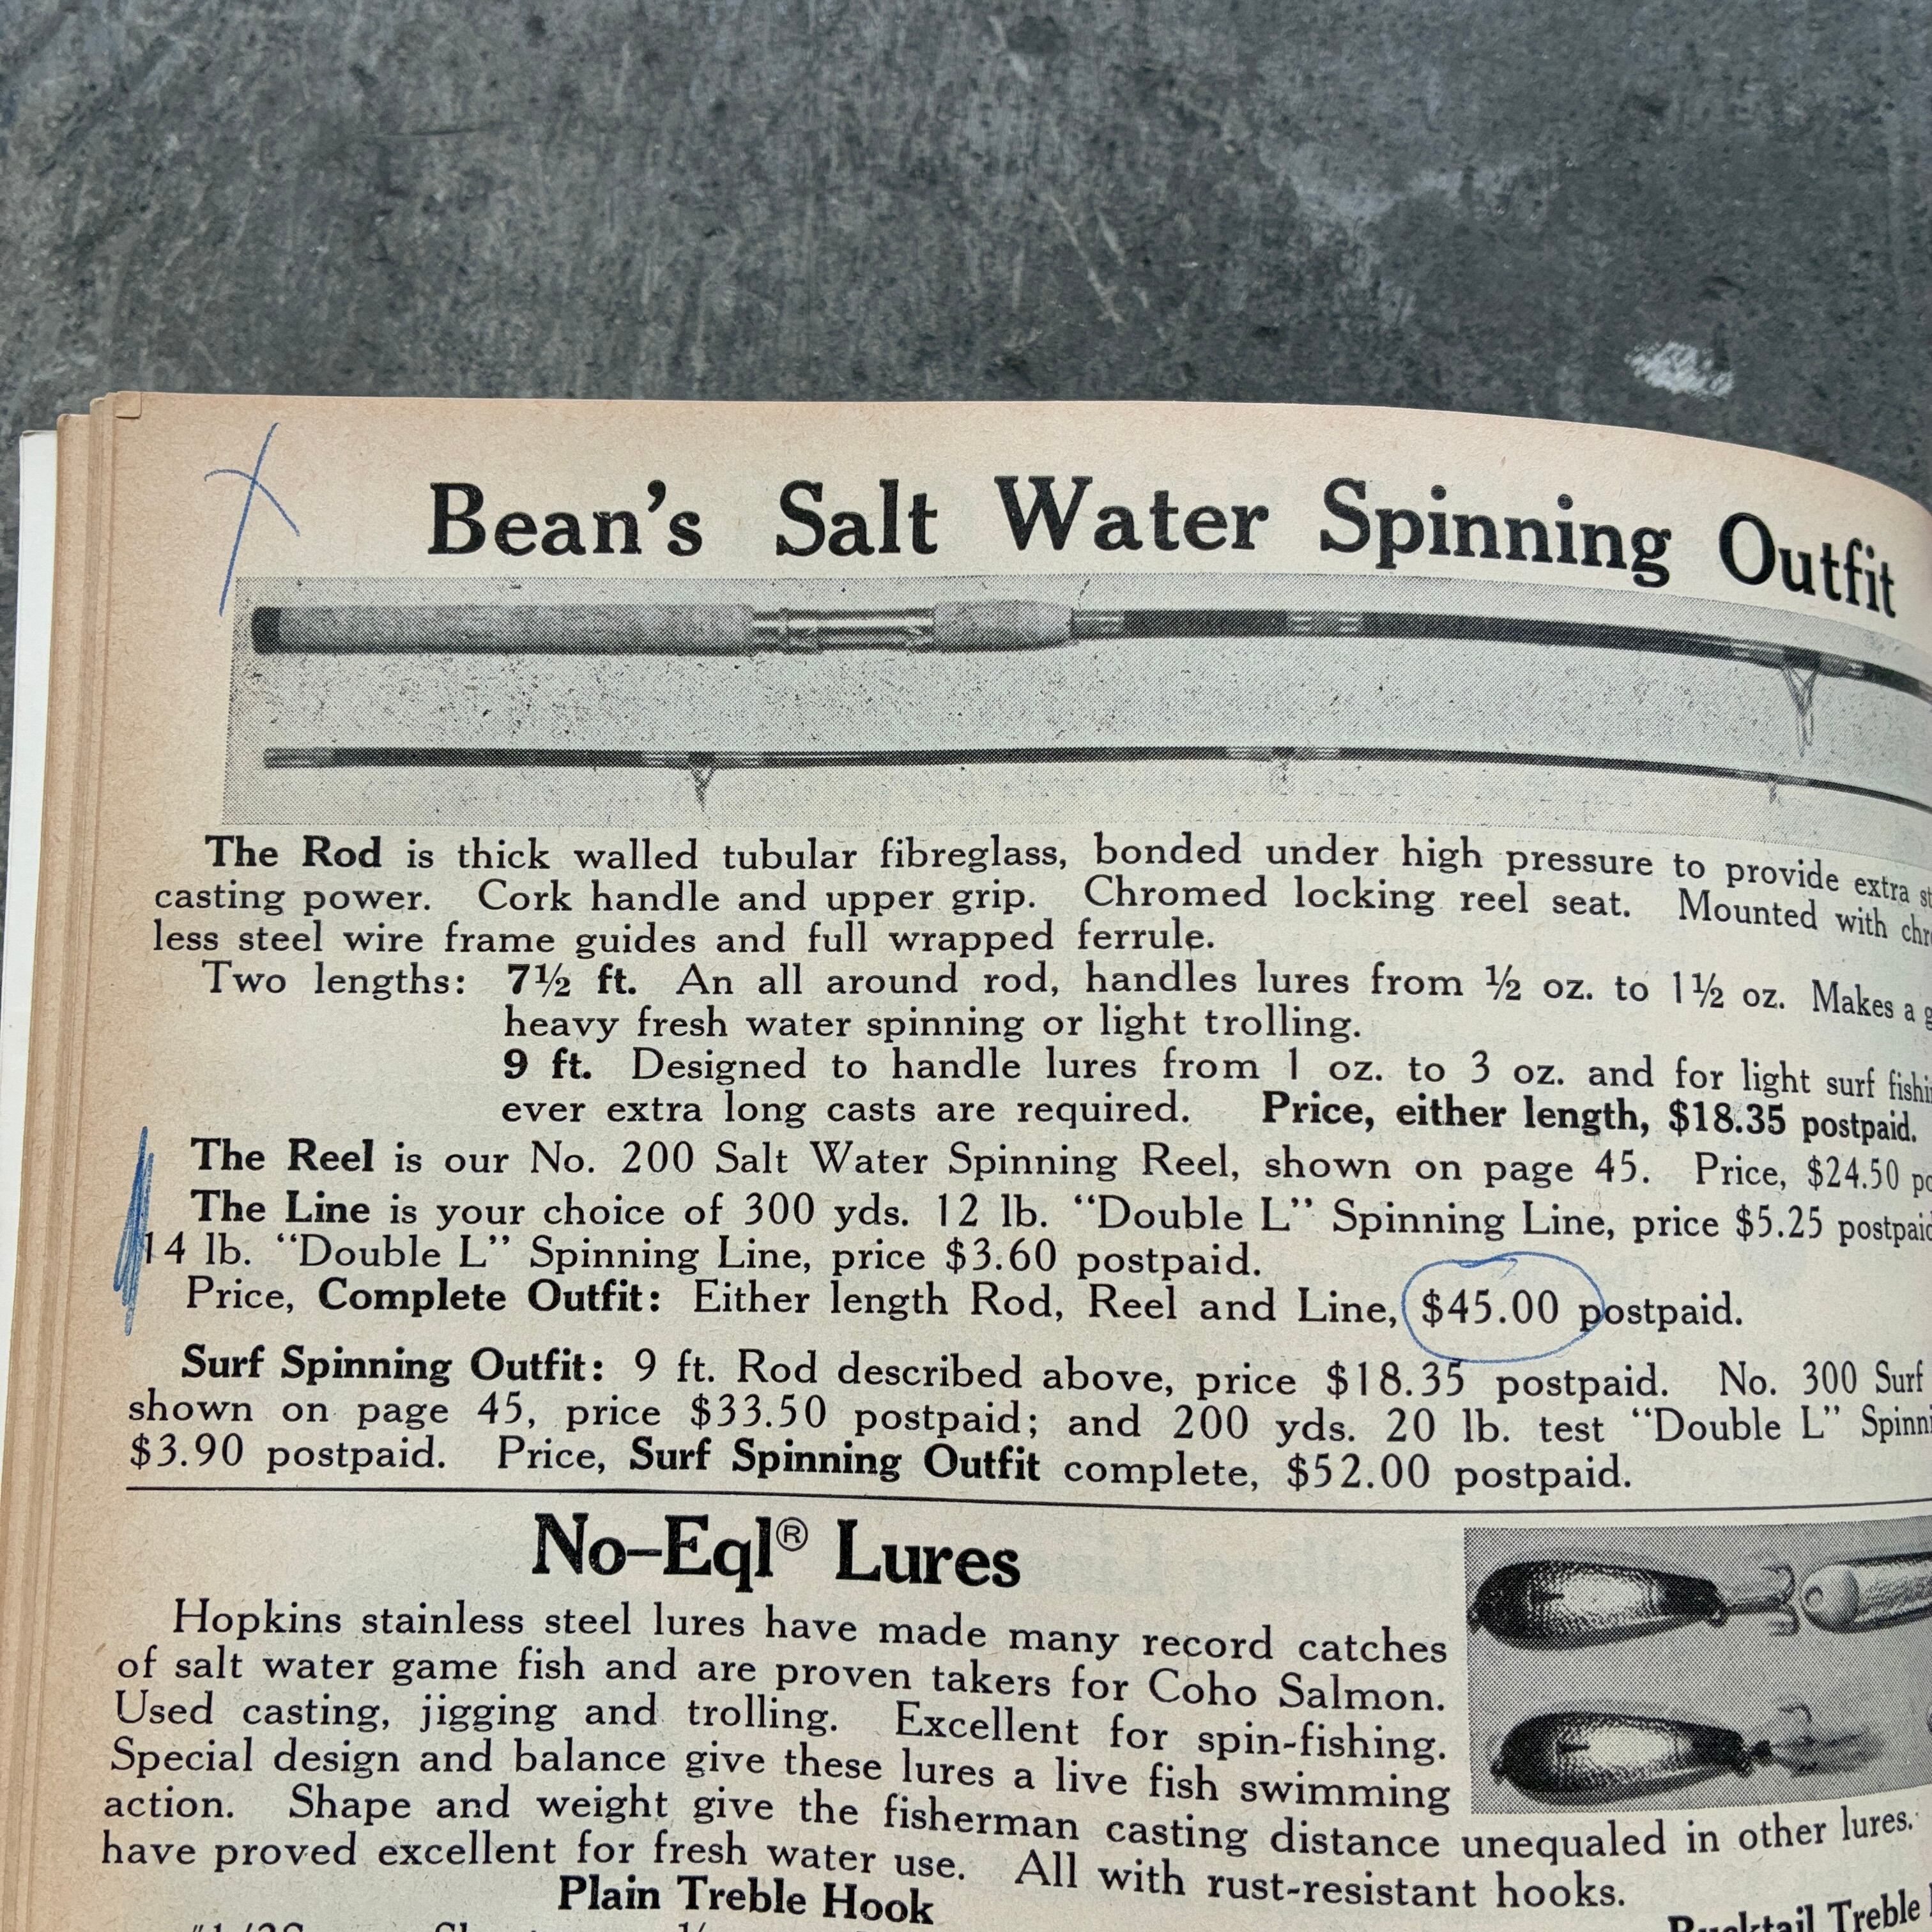 Bean's Salt Water Spinning Outfit
The Rod is thick walled tubular fibreglass, bonded under high pressure to provide extra
casting power. Cork handle and upper grip. Chromed locking reel seat. Mounted with
less steel wire frame guides and full wrapped ferrule.
Two lengths: 7½ ft. An all around rod, handles lures from ½ oz. to 1½ oz. Makes a
heavy fresh water spinning or light trolling.
9 ft. Designed to handle lures from 1 oz. to 3 oz. and for light surf
ever extra long casts are required. Price, either length, $18.35 postpaid.
The Reel is our No. 200 Salt Water Spinning Reel, shown on page 45. Price, $24.50
The Line is your choice of 300 yds. 12 lb. "Double L" Spinning Line, price $5.25
14 lb. "Double L" Spinning Line, price $3.60 postpaid.
Price, Complete Outfit: Either length Rod, Reel and Line, $45.00 postpaid.
Surf Spinning Outfit: 9 ft. Rod described above, price $18.35 postpaid. No. 300 Surf
shown on page 45, price $33.50 postpaid; and 200 yds. 20 lb. test "Double L"
$3.90 postpaid. Price, Surf Spinning Outfit complete, $52.00 postpaid.
No-Eql® Lures
Hopkins stainless steel lures have made many record catches
of salt water game fish and are proven takers for Coho Salmon.
Used casting, jigging and trolling. Excellent for spin-fishing.
Special design and balance give these lures a live fish swimming
action. Shape and weight give the fisherman casting distance unequaled in other lures.
have proved excellent for fresh water use. All with rust-resistant hooks.
Plain Treble Hook
Treble